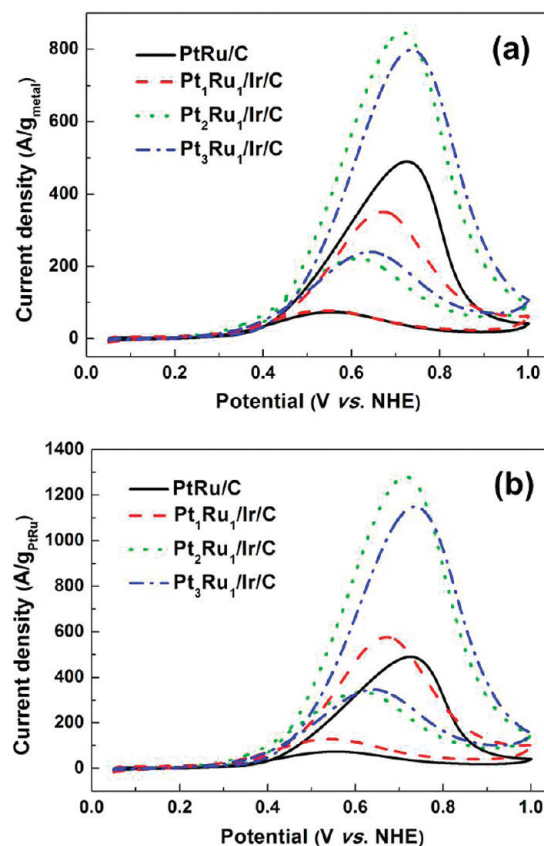 (a)
PtRu/C
Pt₁Ru₁/Ir/C
Pt₂Ru₁/Ir/C
Pt₃Ru₁/Ir/C
Current density (A/g_metal)
800
600
400
200
0
0.0 0.2 0.4 0.6 0.8 1.0
Potential (V vs. NHE)
(b)
PtRu/C
Pt₁Ru₁/Ir/C
Pt₂Ru₁/Ir/C
Pt₃Ru₁/Ir/C
Current density (A/g_PtRu)
1400
1200
1000
800
600
400
200
0
0.0 0.2 0.4 0.6 0.8 1.0
Potential (V vs. NHE)